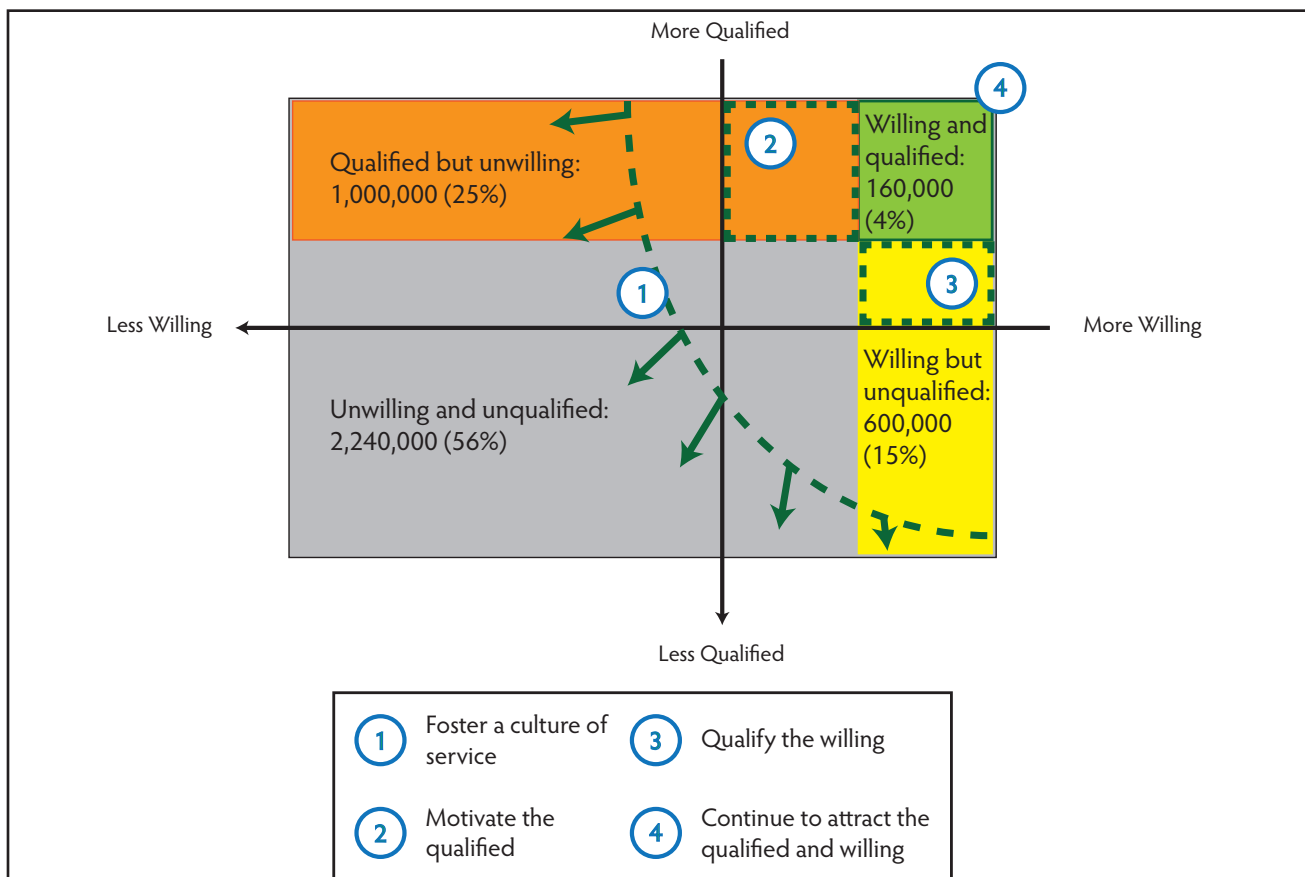 More Qualified
4
Willing and
qualified:
160,000
(4%)
2
Qualified but unwilling:
1,000,000 (25%)
3
1
Less Willing
More Willing
Willing but
unqualified:
600,000
(15%)
Unwilling and unqualified:
2,240,000 (56%)
Less Qualified
1
Foster a culture of
service
3
Qualify the willing
2
Motivate the
qualified
4
Continue to attract the
qualified and willing